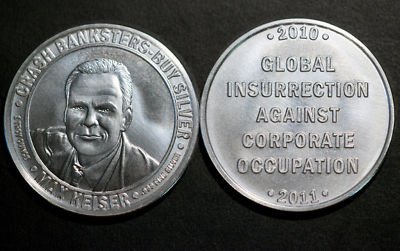 · CRASH BANKSTERS-BUY SILVER ·
MAX KEISER
· 2010 ·
GLOBAL
INSURRECTION
AGAINST
CORPORATE
OCCUPATION
· 2011 ·